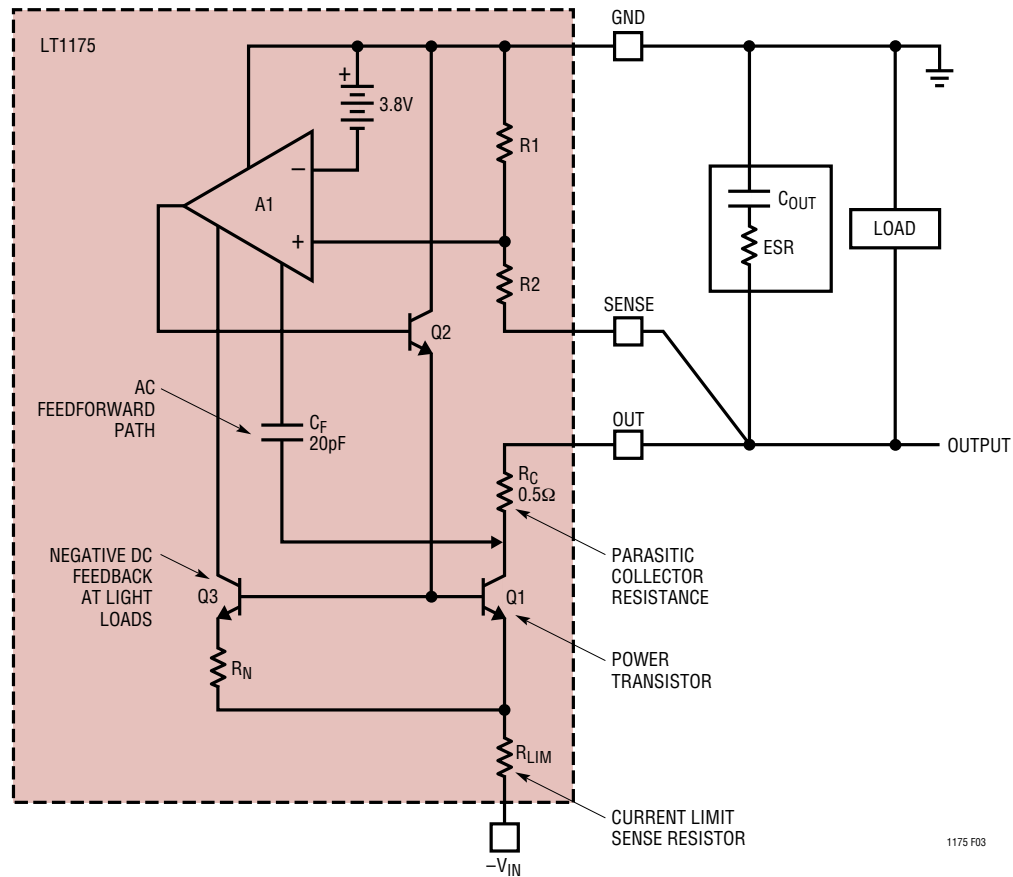 LT1175
GND
+
3.8V
–
A1
+
R1
R2
C_OUT
ESR
LOAD
SENSE
Q2
AC
FEEDFORWARD
PATH
C_F
20pF
OUT
OUTPUT
R_C
0.5Ω
NEGATIVE DC
FEEDBACK
AT LIGHT
LOADS
Q3
Q1
PARASITIC
COLLECTOR
RESISTANCE
R_N
POWER
TRANSISTOR
R_LIM
CURRENT LIMIT
SENSE RESISTOR
–V_IN
1175 F03